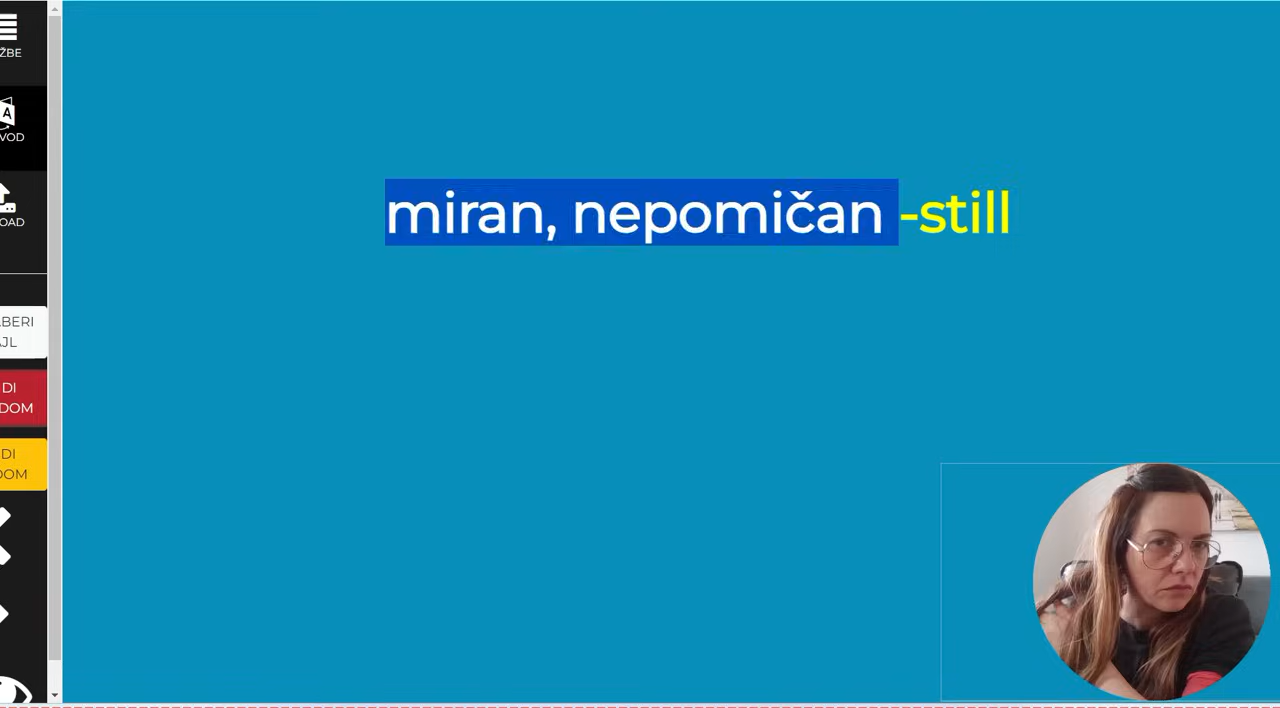 ŽBE
A
VOD
OAD
BERI
JL
DI
DOM
DI
DOM
miran, nepomičan -still